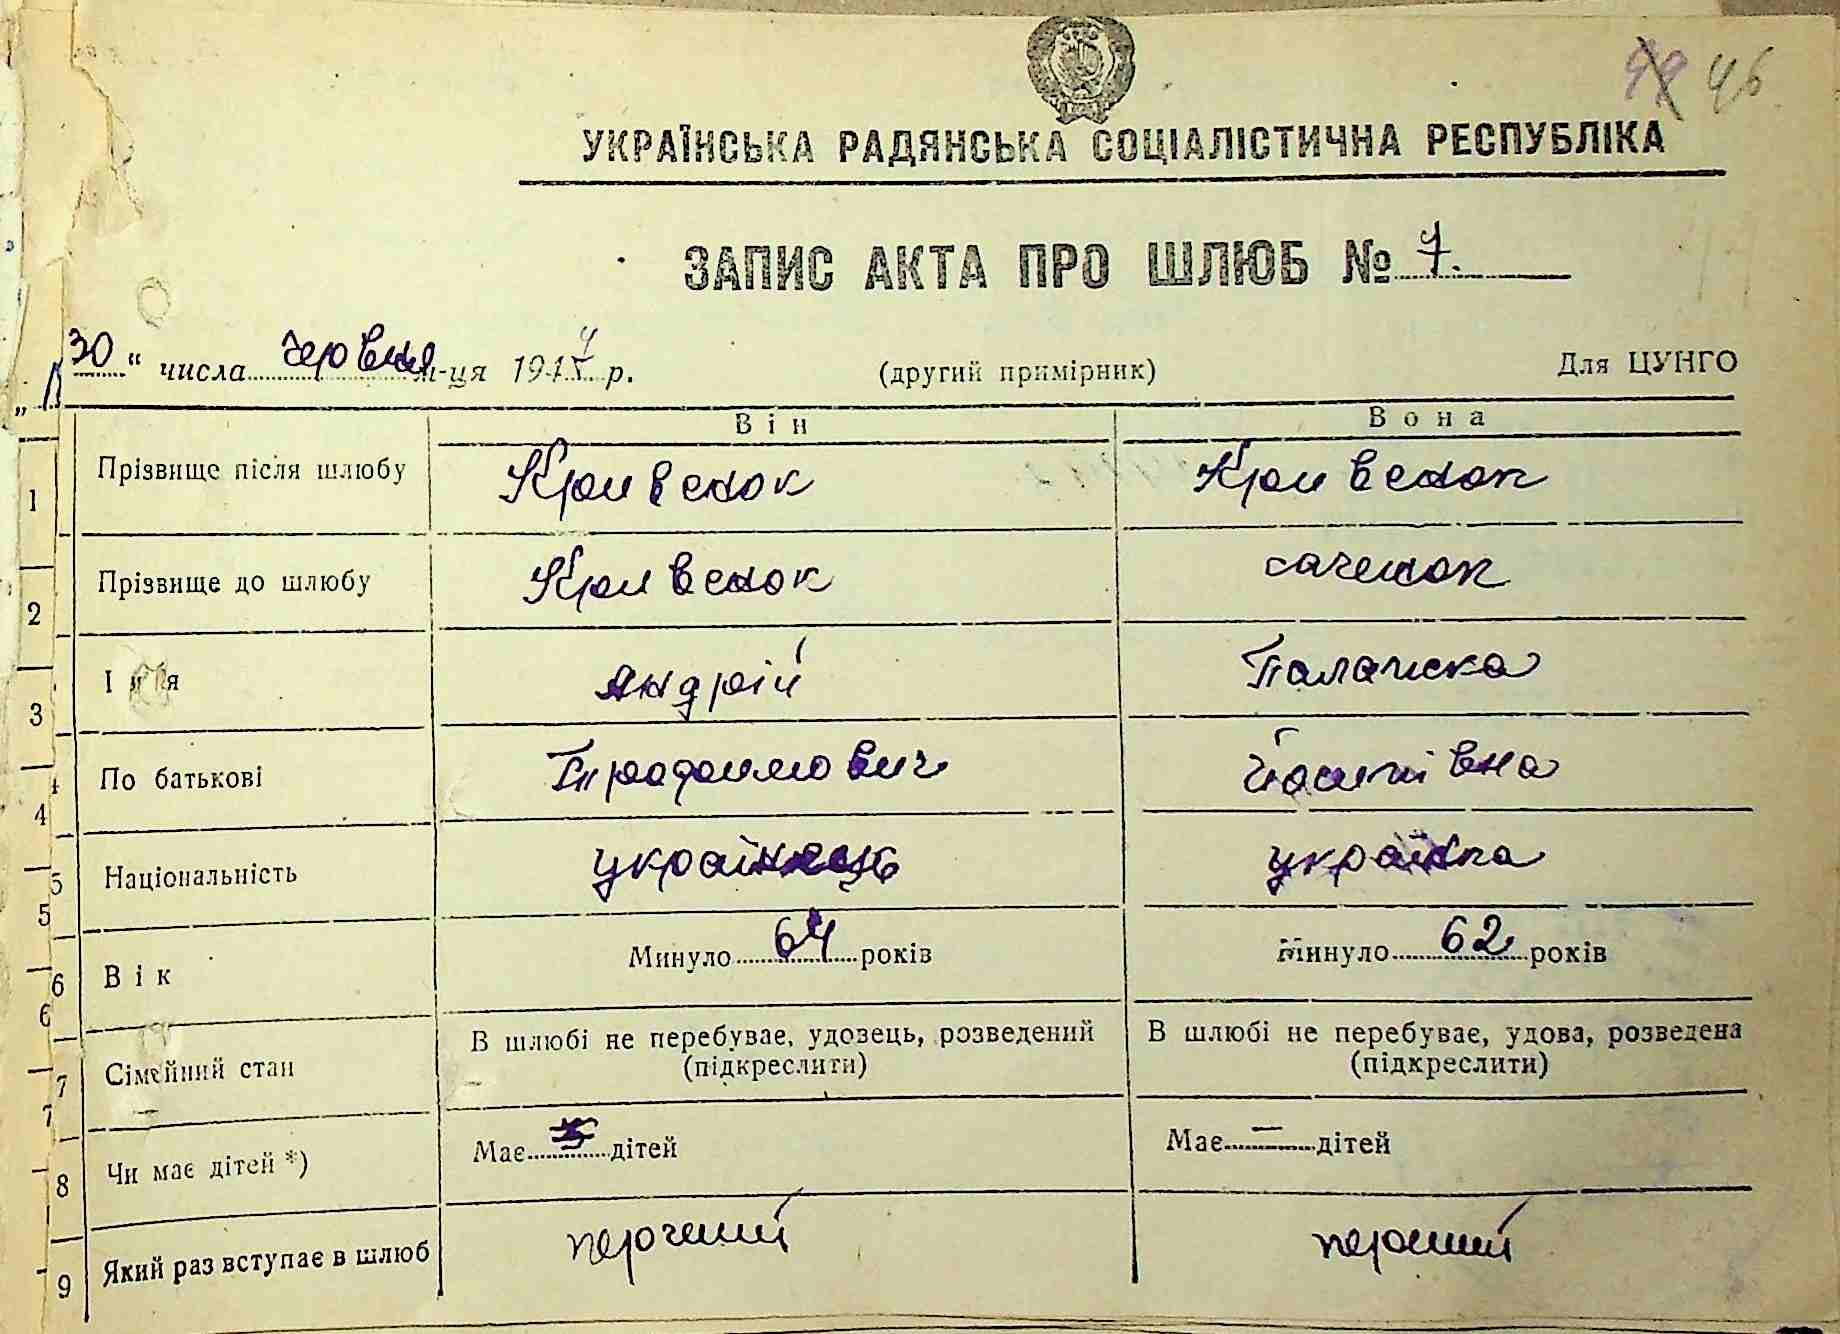 46
УКРАЇНСЬКА РАДЯНСЬКА СОЦІАЛІСТИЧНА РЕСПУБЛІКА
ЗАПИС АКТА ПРО ШЛЮБ № 7.
30 " числа червня м-ця 194 р.
(другий примірник) Для ЦУНГО
Він Вона
1 Прізвище після шлюбу Кривенок Кривенок
2 Прізвище до шлюбу Кривенок Саченок
3 Ім'я Андрій Палажка
4 По батькові Йосипівна
5 Національність українець українка
6 Вік Минуло 64 років Минуло 62 років
7 Сімейний стан В шлюбі не перебуває, удовець, розведений (підкреслити) В шлюбі не перебуває, удова, розведена (підкреслити)
8 Чи має дітей *) Має дітей Має — дітей
9 Який раз вступає в шлюб перший